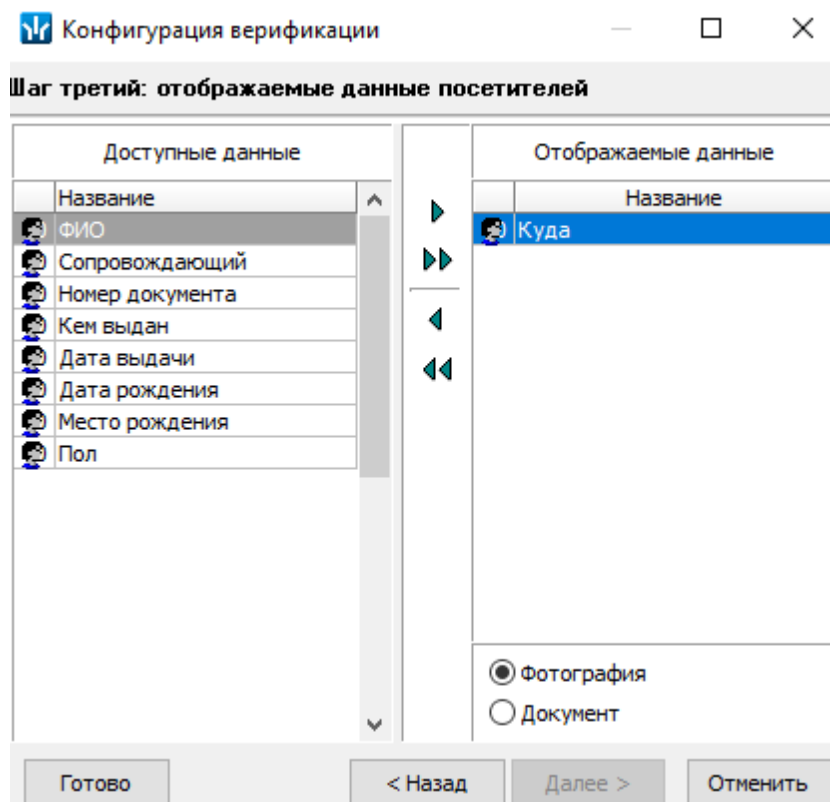 Конфигурация верификации
Шаг третий: отображаемые данные посетителей
Доступные данные
Название
ФИО
Сопровождающий
Номер документа
Кем выдан
Дата выдачи
Дата рождения
Место рождения
Пол
Отображаемые данные
Название
Куда
Фотография
Документ
Готово
< Назад
Далее >
Отменить